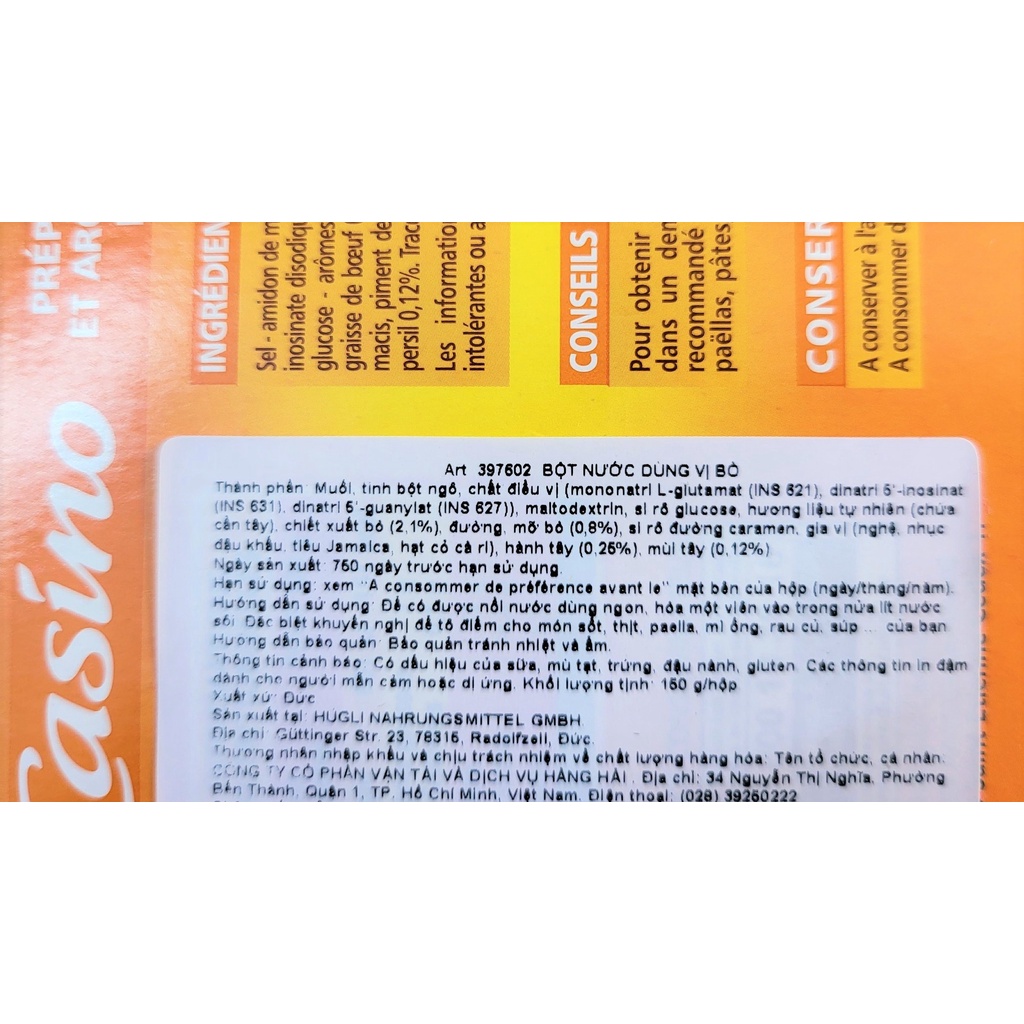 PRÉP
ET ARO
Casino
INGRÉDIEN
Sel - amidon de m
inosinate disodiqu
glucose - arômes
graisse de bœuf
macis, piment de
persil 0,12%. Trac
Les information
intolérantes ou a
CONSEILS
Pour obtenir
dans un den
recommandé
paëllas, pâtes
CONSER
A conserver à l'a
A consommer d
Art 397602 BỘT NƯỚC DÙNG VỊ BÒ
Thành phần: Muối, tinh bột ngô, chất điều vị (mononatri L-glutamat (INS 621), dinatri 5'-inosinat
(INS 631), dinatri 5'-guanylat (INS 627)), maltodextrin, si rô glucose, hương liệu tự nhiên (chứa
cần tây), chiết xuất bò (2,1%), đường, mỡ bò (0,8%), si rô đường caramen, gia vị (nghệ, nhục
đậu khấu, tiêu Jamaica, hạt cỏ cà ri), hành tây (0,25%), mùi tây (0,12%)
Ngày sản xuất: 750 ngày trước hạn sử dụng.
Hạn sử dụng: xem "A consommer de préférence avant le" mặt bên của hộp (ngày/tháng/năm).
Hướng dẫn sử dụng: Để có được nồi nước dùng ngon, hòa một viên vào trong nửa lít nước
sôi. Đặc biệt khuyến nghị để tô điểm cho món sốt, thịt, paella, mì ống, rau củ, súp ... của bạn
Hướng dẫn bảo quản: Bảo quản tránh nhiệt và ẩm.
Thông tin cảnh báo: Có dấu hiệu của sữa, mù tạt, trứng, đậu nành, gluten. Các thông tin in đậm
dành cho người mẫn cảm hoặc dị ứng. Khối lượng tịnh: 150 g/hộp
Xuất xứ: Đức
Sản xuất tại: HÜGLI NAHRUNGSMITTEL GMBH.
Địa chỉ: Güttinger Str. 23, 78315, Radolfzell, Đức.
Thương nhân nhập khẩu và chịu trách nhiệm về chất lượng hàng hóa: Tên tổ chức, cá nhân:
CÔNG TY CỔ PHẦN VẬN TẢI VÀ DỊCH VỤ HÀNG HẢI . Địa chỉ: 34 Nguyễn Thị Nghĩa, Phường
Bến Thành, Quận 1, TP. Hồ Chí Minh, Việt Nam. Điện thoại: (028) 39250222